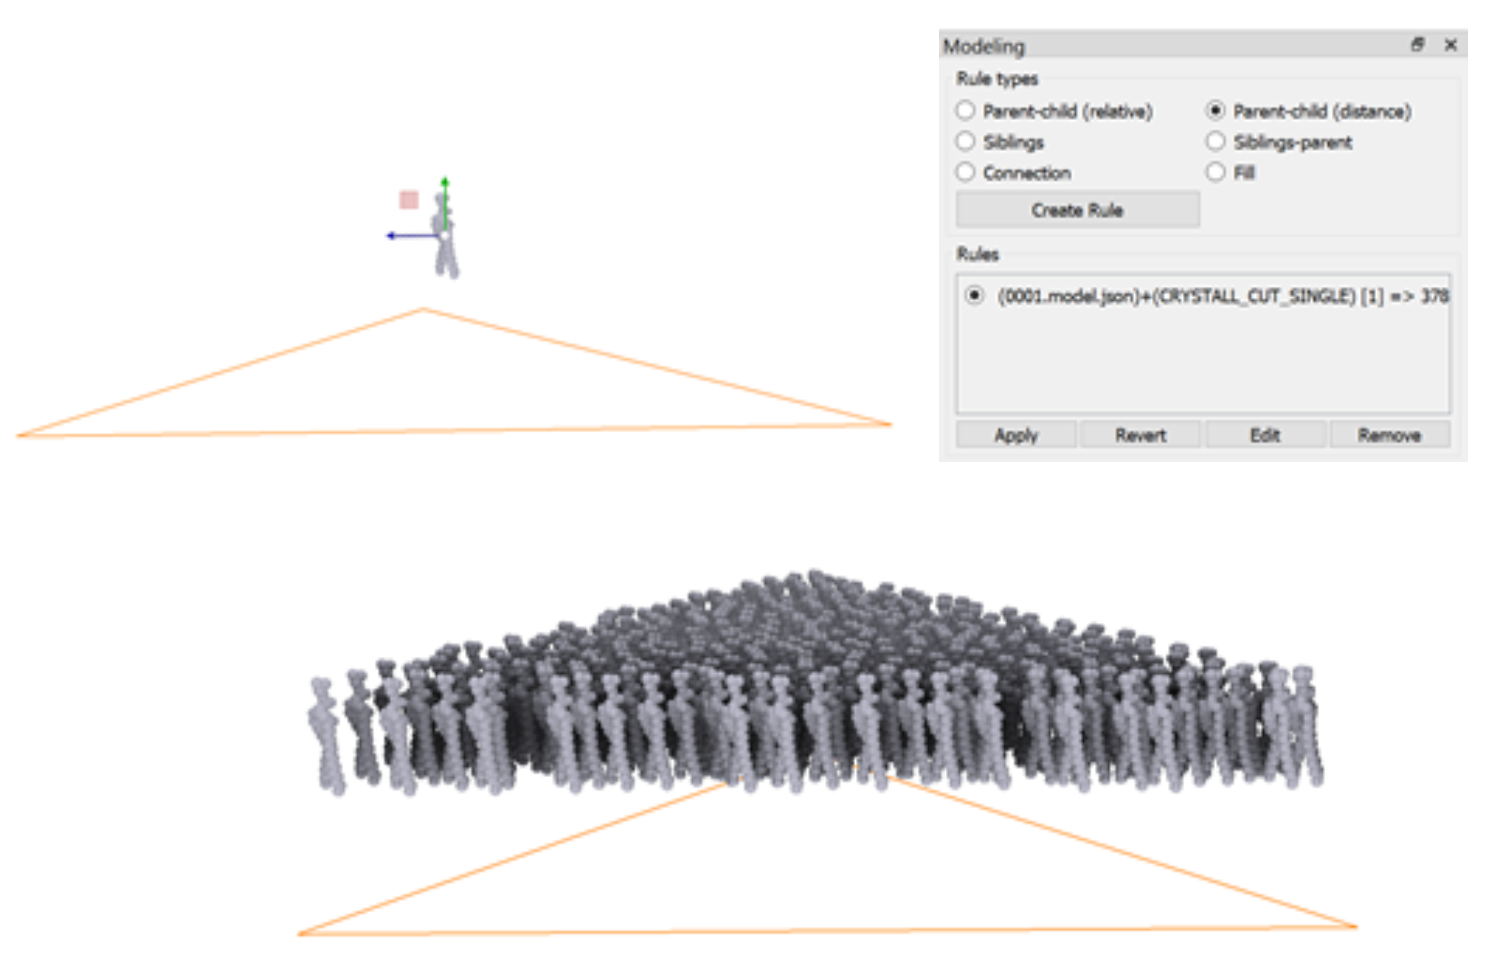 Modeling
Rule types
Parent-child (relative)
Parent-child (distance)
Siblings
Siblings-parent
Connection
Fill
Create Rule
Rules
(0001.model.json)+(CRYSTALL_CUT_SINGLE) [1] => 378
Apply
Revert
Edit
Remove